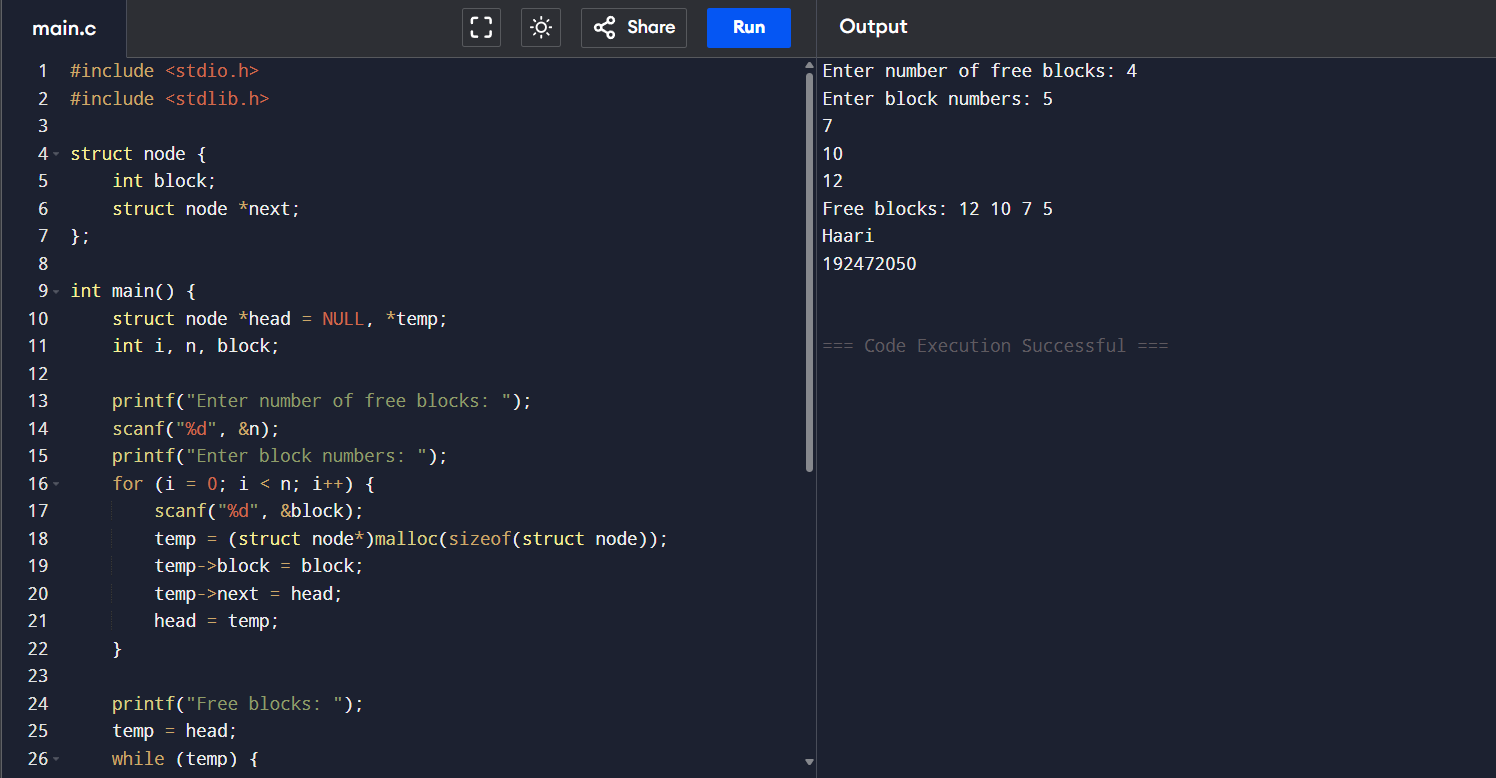 main.c
Share
Run
Output
1 #include <stdio.h>
2 #include <stdlib.h>
3
4 struct node {
5     int block;
6     struct node *next;
7 };
8
9 int main() {
10     struct node *head = NULL, *temp;
11     int i, n, block;
12
13     printf("Enter number of free blocks: ");
14     scanf("%d", &n);
15     printf("Enter block numbers: ");
16     for (i = 0; i < n; i++) {
17         scanf("%d", &block);
18         temp = (struct node*)malloc(sizeof(struct node));
19         temp->block = block;
20         temp->next = head;
21         head = temp;
22     }
23
24     printf("Free blocks: ");
25     temp = head;
26     while (temp) {
Enter number of free blocks: 4
Enter block numbers: 5
7
10
12
Free blocks: 12 10 7 5
Haari
192472050
=== Code Execution Successful ===